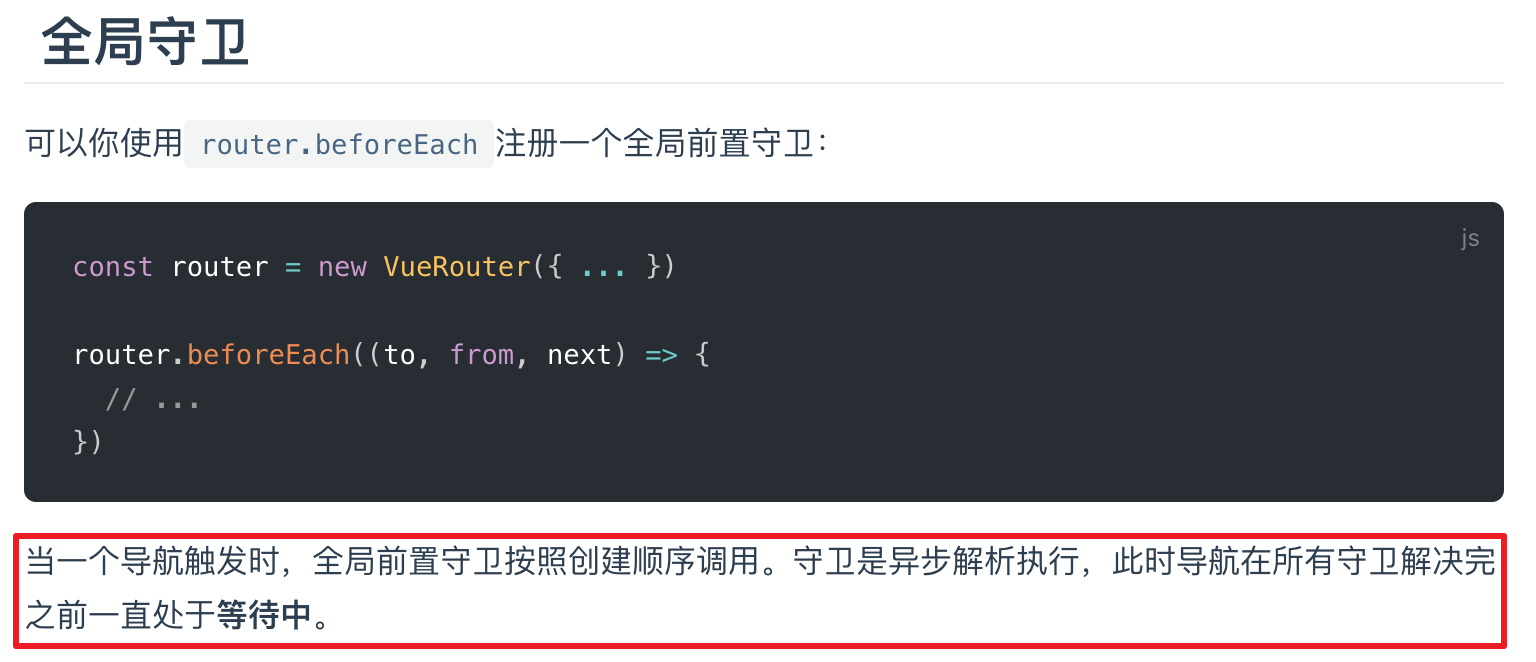 全局守卫
可以你使用 router.beforeEach 注册一个全局前置守卫：
js
const router = new VueRouter({ ... })
router.beforeEach((to, from, next) => {
  // ...
})
当一个导航触发时，全局前置守卫按照创建顺序调用。守卫是异步解析执行，此时导航在所有守卫解决完
之前一直处于等待中。